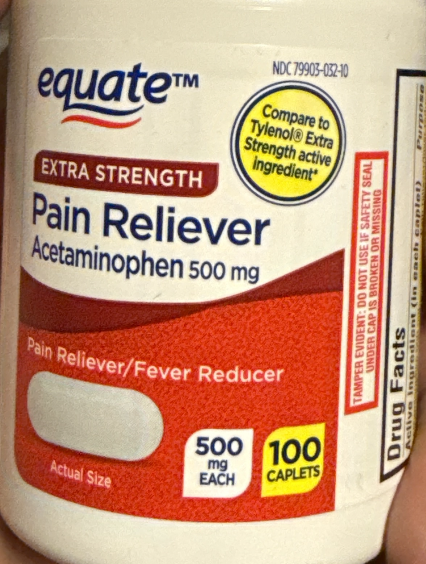 equate™
NDC 79903-032-10
Compare to
Tylenol® Extra
Strength active
ingredient*
EXTRA STRENGTH
Pain Reliever
Acetaminophen 500 mg
Pain Reliever/Fever Reducer
Actual Size
500
mg
EACH
100
CAPLETS
TAMPER EVIDENT: DO NOT USE IF SAFETY SEAL
UNDER CAP IS BROKEN OR MISSING
Drug Facts
Active ingredient (in each caplet)
Purpose